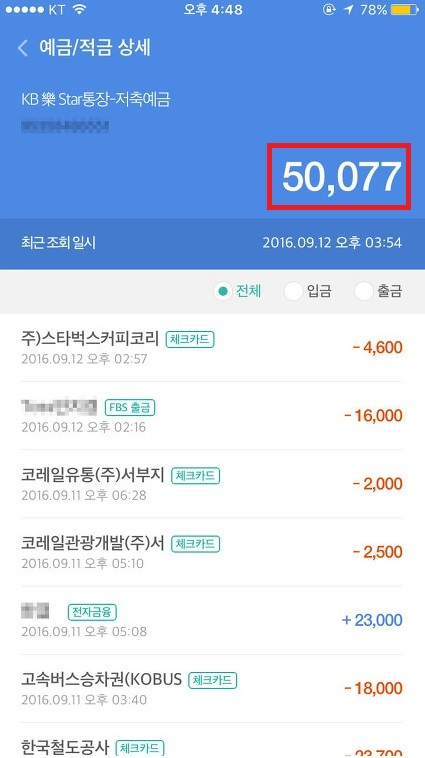 KT 오후 4:48 78%
예금/적금 상세
KB 樂 Star통장-저축예금
50,077
최근 조회 일시 2016.09.12 오후 03:54
전체 입금 출금
주)스타벅스커피코리 체크카드 -4,600
2016.09.12 오후 02:57
FBS 출금 -16,000
2016.09.12 오후 02:16
코레일유통(주)서부지 체크카드 -2,000
2016.09.11 오후 06:28
코레일관광개발(주)서 체크카드 -2,500
2016.09.11 오후 05:10
전자금융 +23,000
2016.09.11 오후 05:08
고속버스승차권(KOBUS 체크카드 -18,000
2016.09.11 오후 03:40
한국철도공사 체크카드 -23,700